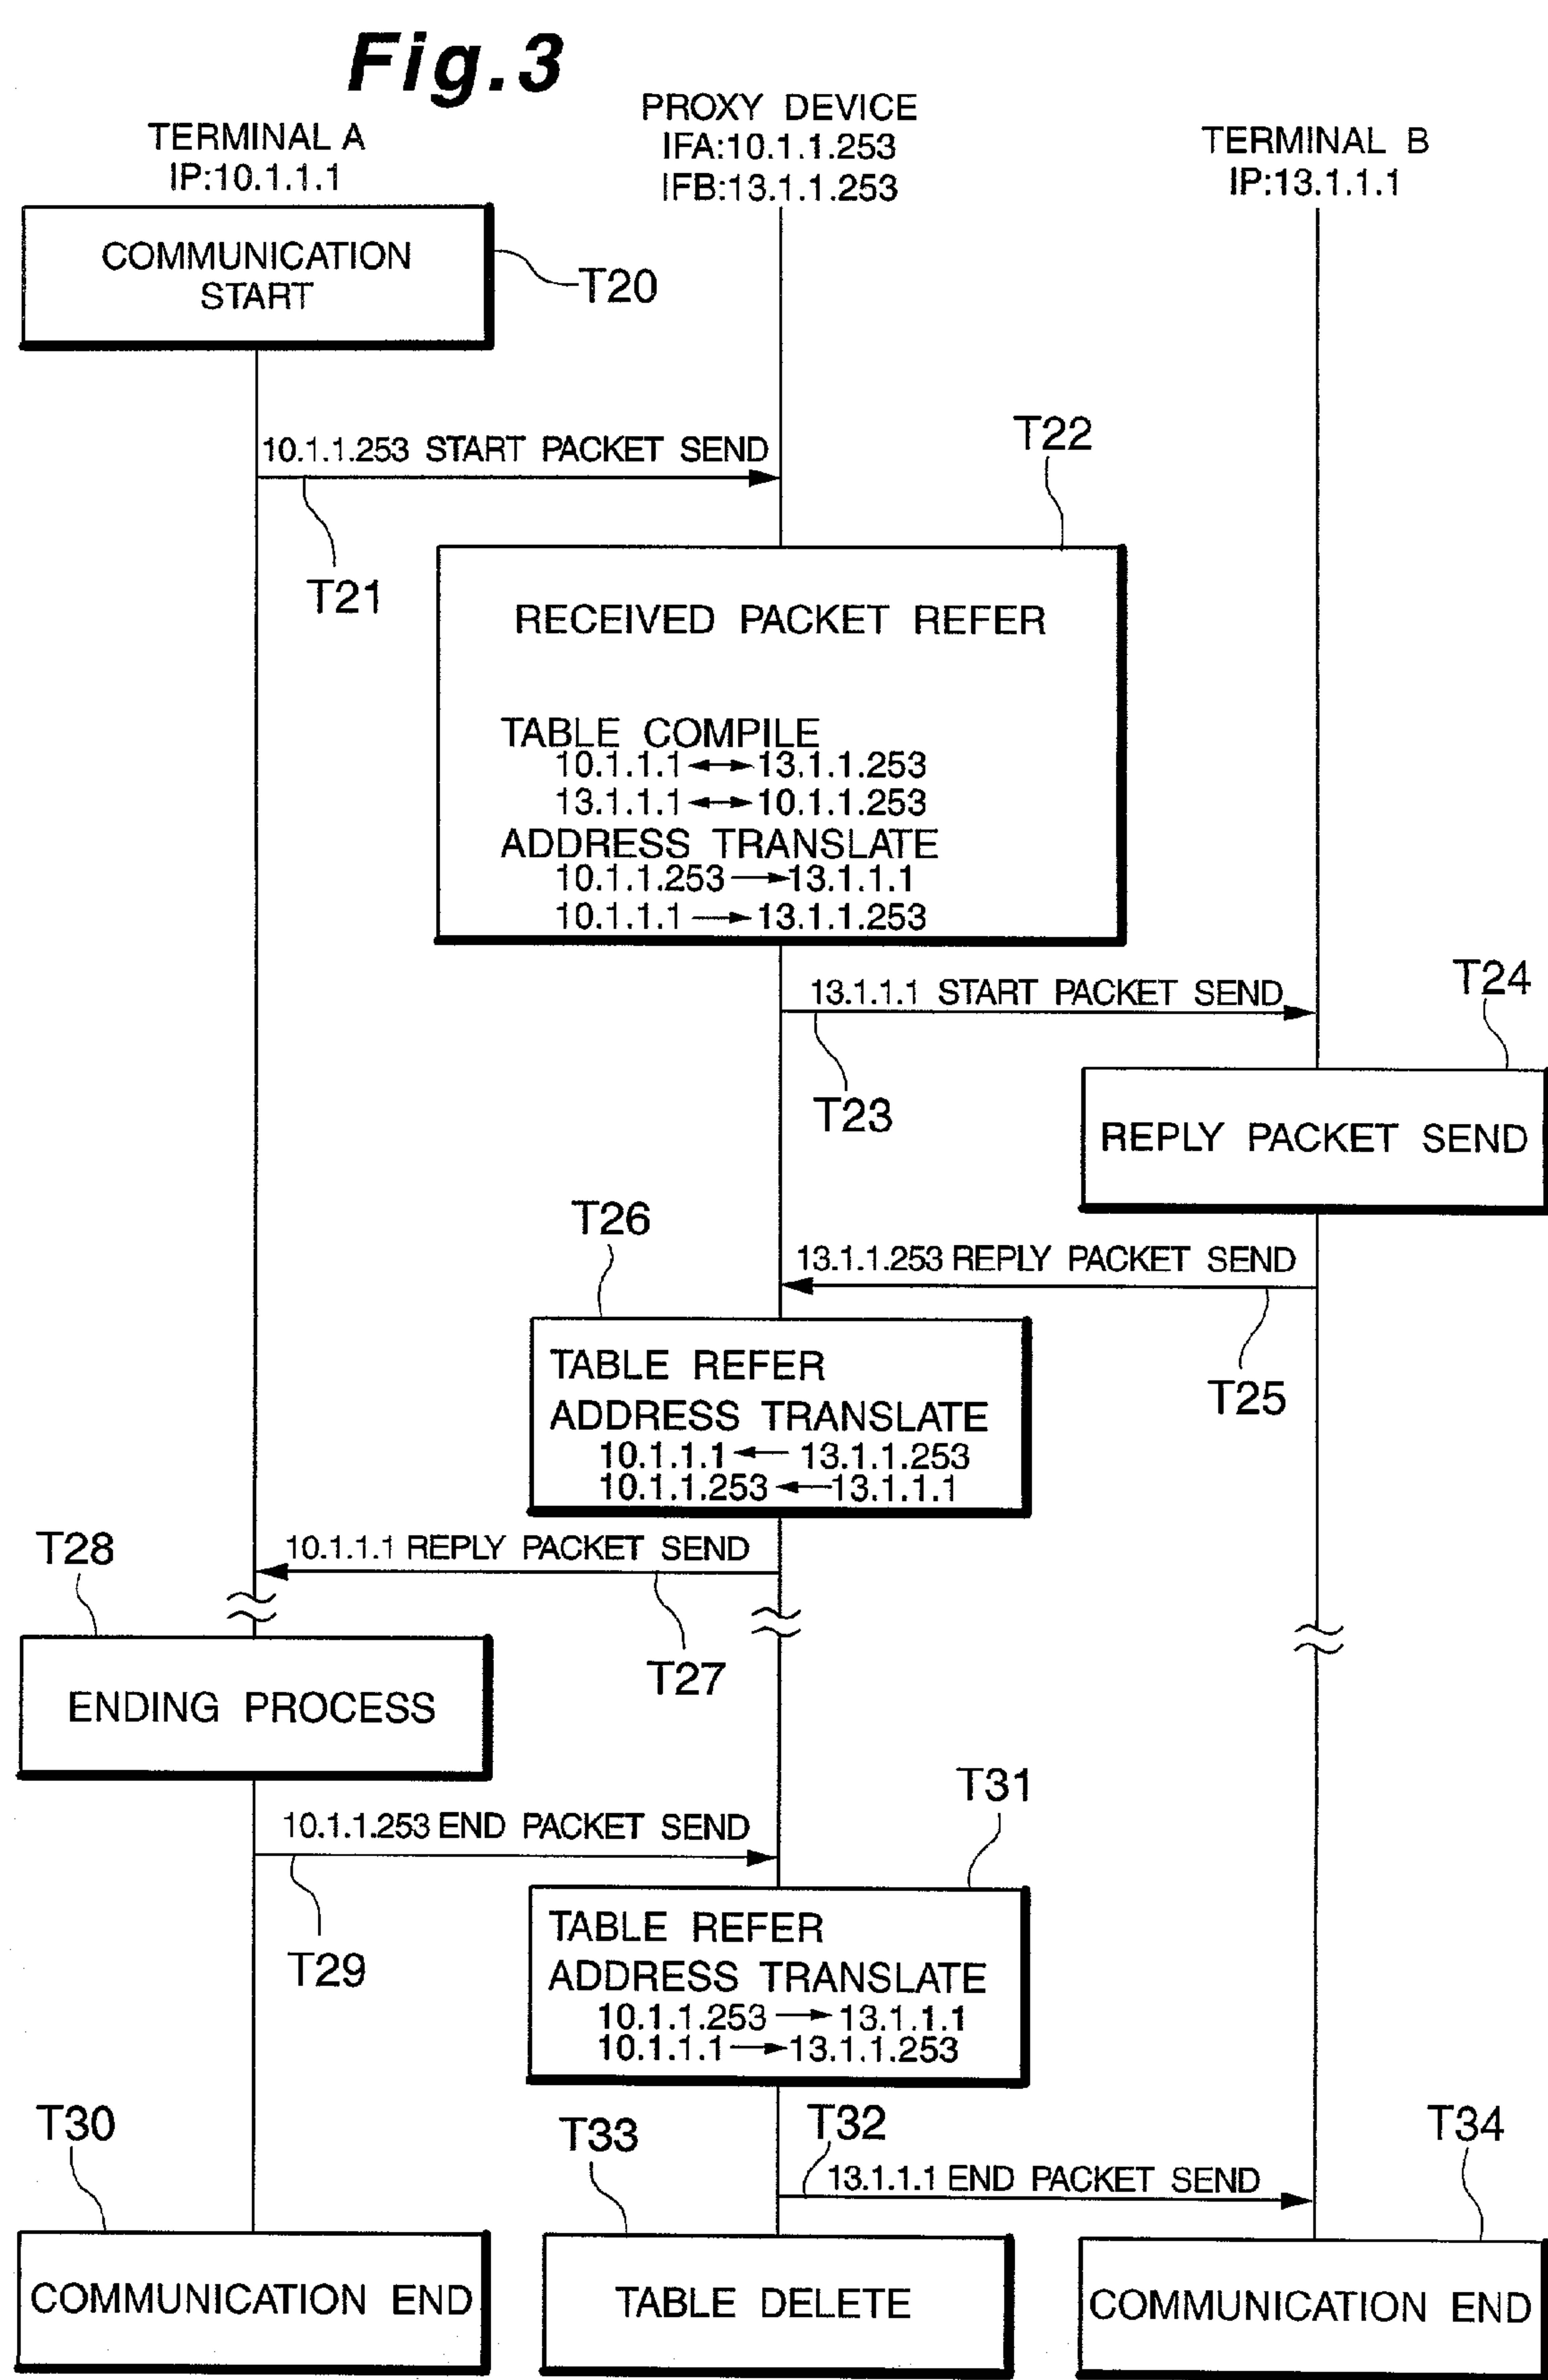 Fig.3
TERMINAL A
IP:10.1.1.1
PROXY DEVICE
IFA:10.1.1.253
IFB:13.1.1.253
TERMINAL B
IP:13.1.1.1
COMMUNICATION
START
T20
10.1.1.253 START PACKET SEND
T21
T22
RECEIVED PACKET REFER
TABLE COMPILE
10.1.1.1↔13.1.1.253
13.1.1.1↔10.1.1.253
ADDRESS TRANSLATE
10.1.1.253→13.1.1.1
10.1.1.1→13.1.1.253
13.1.1.1 START PACKET SEND
T23
T24
REPLY PACKET SEND
13.1.1.253 REPLY PACKET SEND
T25
T26
TABLE REFER
ADDRESS TRANSLATE
10.1.1.1← 13.1.1.253
10.1.1.253←13.1.1.1
10.1.1.1 REPLY PACKET SEND
T27
T28
ENDING PROCESS
10.1.1.253 END PACKET SEND
T29
T31
TABLE REFER
ADDRESS TRANSLATE
10.1.1.253→13.1.1.1
10.1.1.1→13.1.1.253
T32
13.1.1.1 END PACKET SEND
T30
COMMUNICATION END
T33
TABLE DELETE
T34
COMMUNICATION END